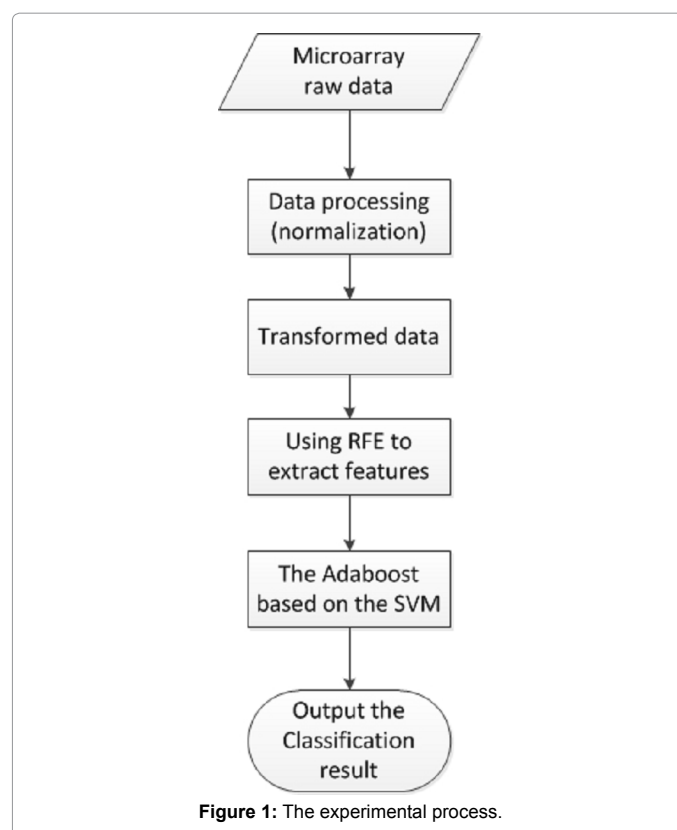 Microarray
raw data
Data processing
(normalization)
Transformed data
Using RFE to
extract features
The Adaboost
based on the SVM
Output the
Classification
result
Figure 1: The experimental process.